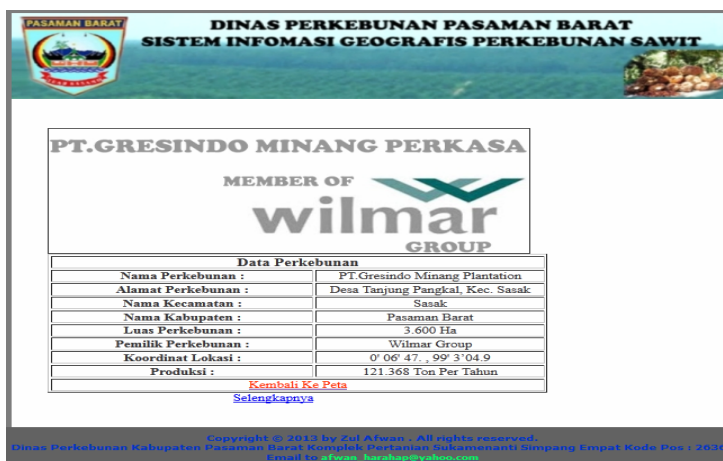 PASAMAN BARAT
DINAS PERKEBUNAN PASAMAN BARAT
SISTEM INFOMASI GEOGRAFIS PERKEBUNAN SAWIT
PT.GRESINDO MINANG PERKASA
MEMBER OF
wilmar
GROUP
Data Perkebunan
Nama Perkebunan : PT.Gresindo Minang Plantation
Alamat Perkebunan : Desa Tanjung Pangkal, Kec. Sasak
Nama Kecamatan : Sasak
Nama Kabupaten : Pasaman Barat
Luas Perkebunan : 3.600 Ha
Pemilik Perkebunan : Wilmar Group
Koordinat Lokasi : 0' 06' 47. , 99' 3'04.9
Produksi : 121.368 Ton Per Tahun
Kembali Ke Peta
Selengkapnya
Copyright © 2013 by Zul Afwan . All rights reserved.
Dinas Perkebunan Kabupaten Pasaman Barat Komplek Pertanian Sukamenanti Simpang Empat Kode Pos : 2636
Email to afwan_harahap@yahoo.com